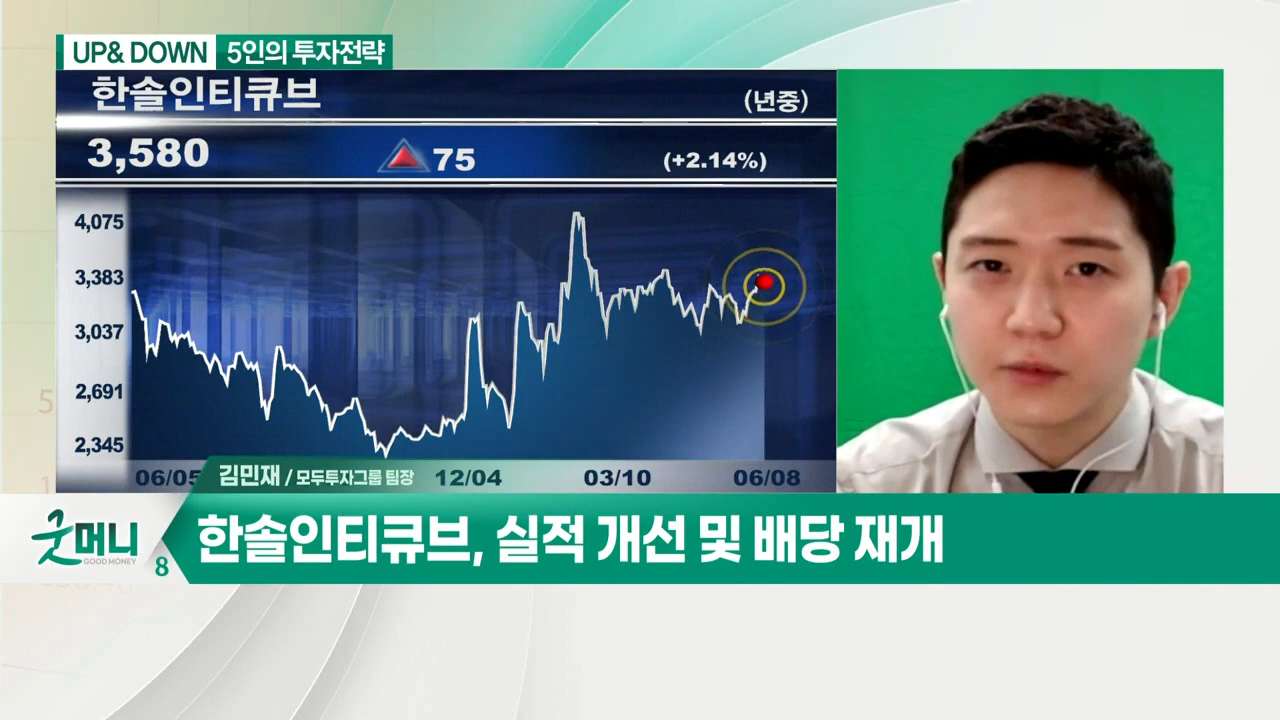 UP& DOWN 5인의 투자전략
한솔인티큐브 (년중)
3,580 75 (+2.14%)
4,075
3,383
3,037
2,691
2,345
06/05 12/04 03/10 06/08
김민재 / 모두투자그룹 팀장
굿머니
GOOD MONEY
8
한솔인티큐브, 실적 개선 및 배당 재개
5
1